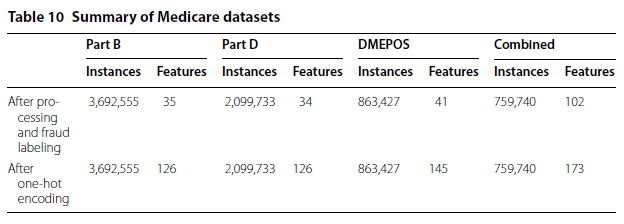 Table 10 Summary of Medicare datasets
Part B Part D DMEPOS Combined
Instances Features Instances Features Instances Features Instances Features
After pro- 3,692,555 35 2,099,733 34 863,427 41 759,740 102
cessing
and fraud
labeling
After 3,692,555 126 2,099,733 126 863,427 145 759,740 173
one-hot
encoding